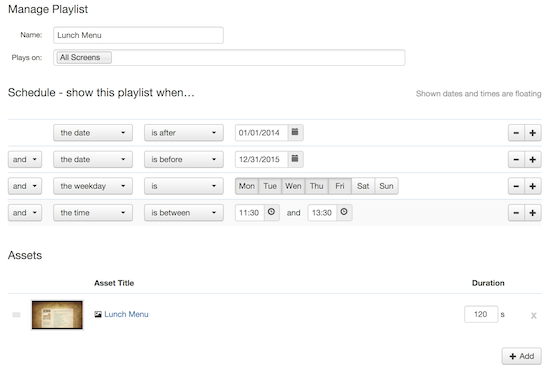 Manage Playlist
Name: Lunch Menu
Plays on: All Screens
Schedule - show this playlist when… Shown dates and times are floating
the date is after 01/01/2014
and the date is before 12/31/2015
and the weekday is Mon Tue Wen Thu Fri Sat Sun
and the time is between 11:30 and 13:30
Assets
Asset Title Duration
Lunch Menu 120 s x
+ Add